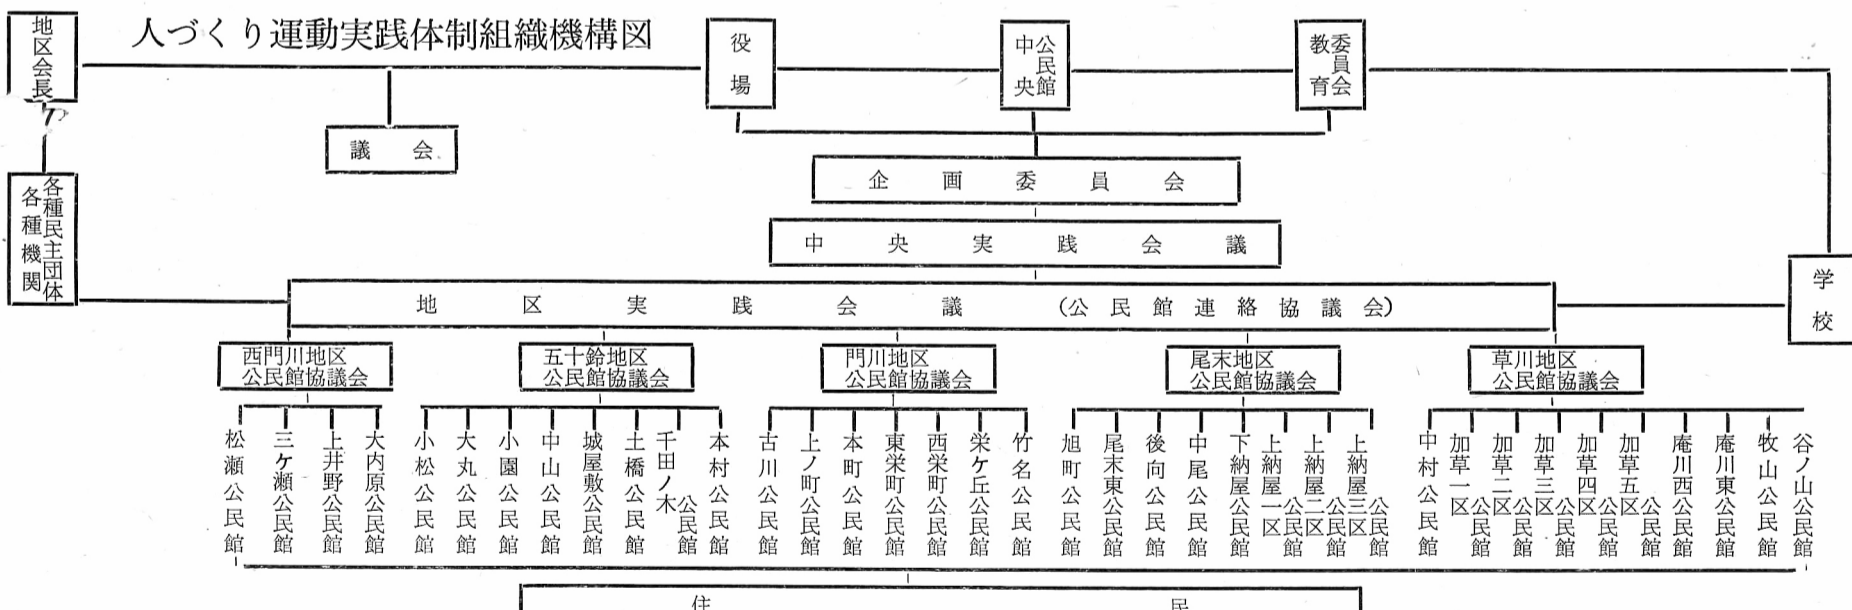 人づくり運動実践体制組織機構図
地区会長
役場
中央公民館
教育委員会
議会
企画委員会
各種民主団体
各種機関
中央実践会議
学校
地区実践会議(公民館連絡協議会)
西門川地区
公民館協議会
五十鈴地区
公民館協議会
門川地区
公民館協議会
尾末地区
公民館協議会
草川地区
公民館協議会
松瀬公民館
三ケ瀬公民館
上井野公民館
大内原公民館
小松公民館
大丸公民館
小園公民館
中山公民館
城屋敷公民館
土橋公民館
千田ノ木公民館
本村公民館
古川公民館
上ノ町公民館
本町公民館
東栄町公民館
西栄町公民館
栄ケ丘公民館
竹名公民館
旭町公民館
尾末東公民館
後向公民館
中尾公民館
下納屋公民館
上納屋一区公民館
上納屋二区公民館
上納屋三区公民館
中村公民館
加草一区公民館
加草二区公民館
加草三区公民館
加草四区公民館
加草五区公民館
庵川西公民館
庵川東公民館
牧山公民館
谷ノ山公民館
住民